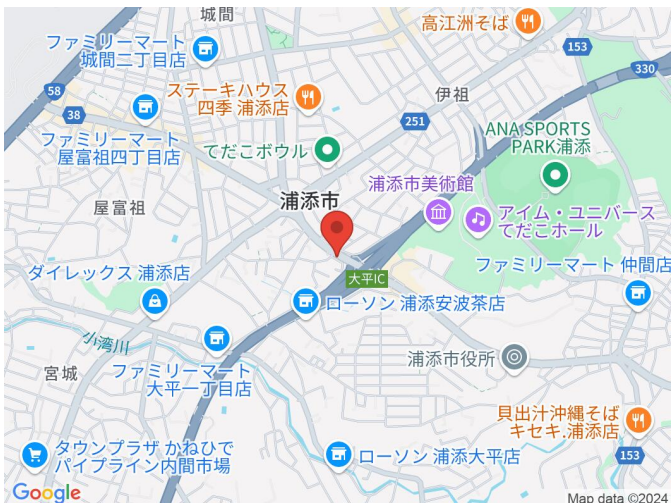 城間
高江洲そば
ファミリーマート
城間二丁目店
153
330
58
ステーキハウス
四季 浦添店
伊祖
38
251
ANA SPORTS
PARK浦添
ファミリーマート
屋富祖四丁目店
てだこボウル
浦添市美術館
浦添市
屋富祖
アイム・ユニバース
てだこホール
ダイレックス 浦添店
大平IC
ファミリーマート 仲間店
ローソン 浦添安波茶店
小湾川
浦添市役所
宮城
ファミリーマート
大平一丁目店
貝出汁沖縄そば
キセキ.浦添店
タウンプラザ かねひで
パイプライン内間市場
ローソン 浦添大平店
153
Google
Map data ©2024